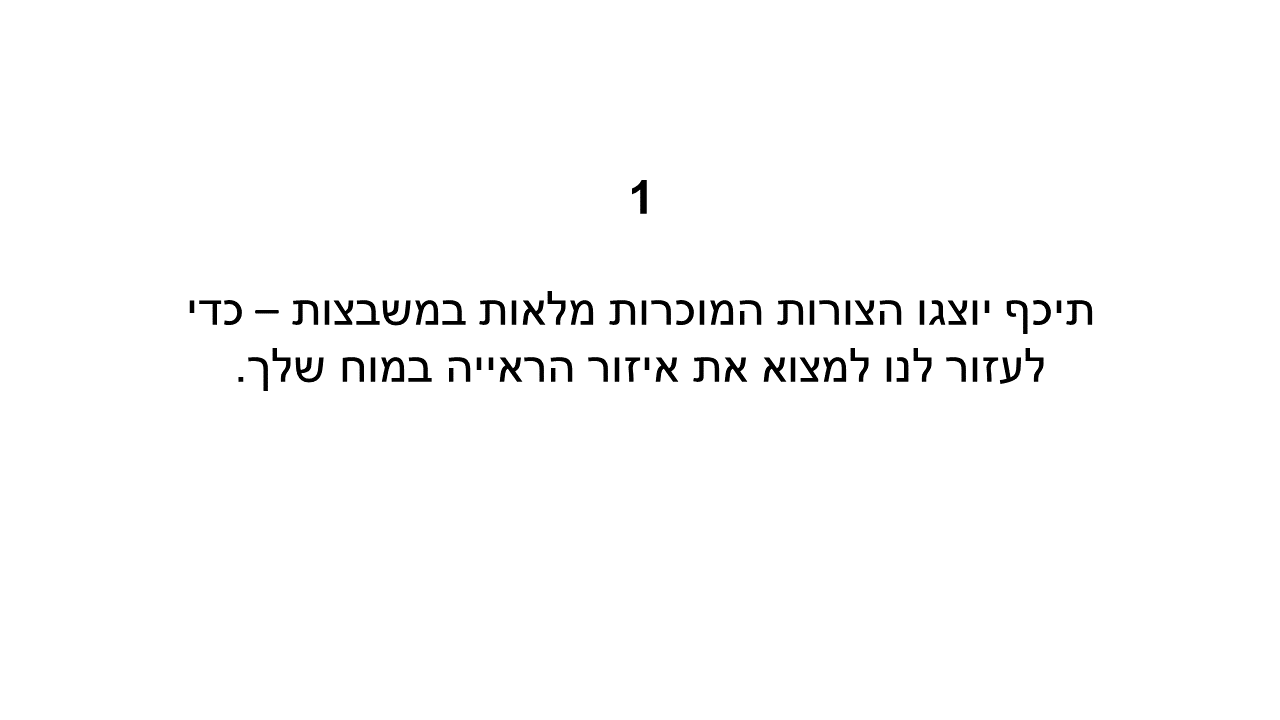 1
תיכף יוצגו הצורות המוכרות מלאות במשבצות – כדי
לעזור לנו למצוא את איזור הראייה במוח שלך.